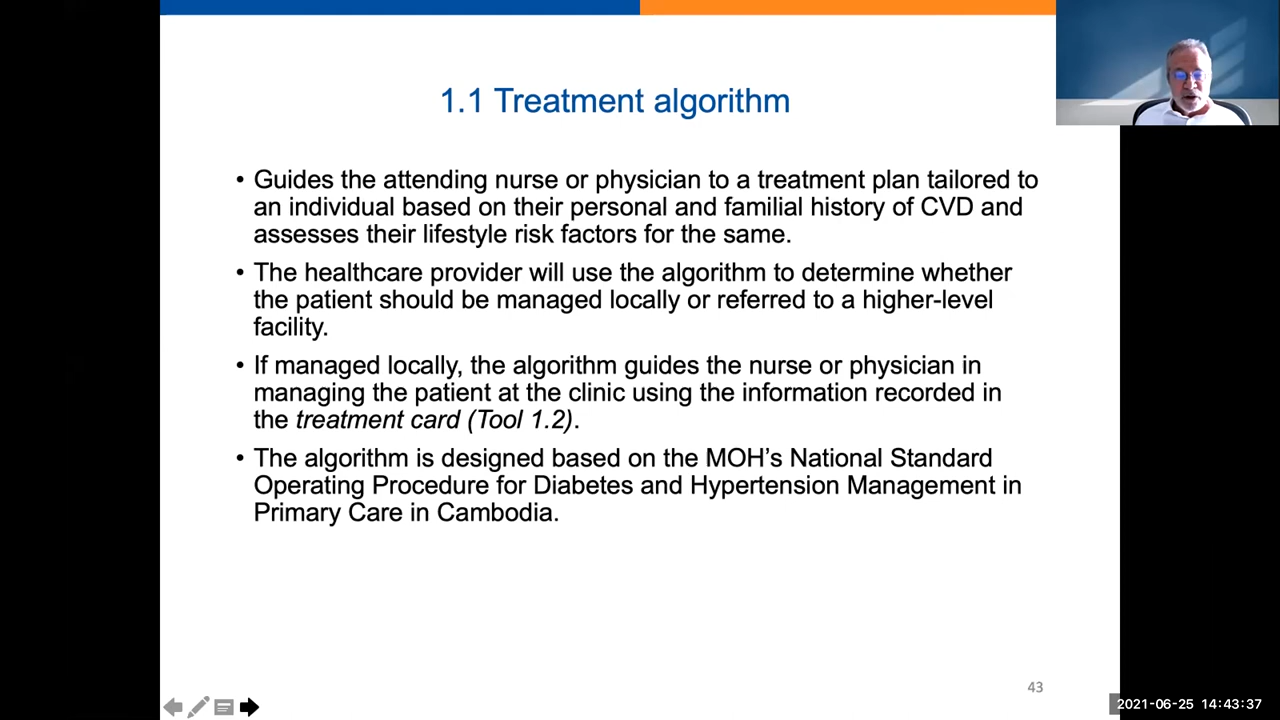 1.1 Treatment algorithm
• Guides the attending nurse or physician to a treatment plan tailored to
an individual based on their personal and familial history of CVD and
assesses their lifestyle risk factors for the same.
• The healthcare provider will use the algorithm to determine whether
the patient should be managed locally or referred to a higher-level
facility.
• If managed locally, the algorithm guides the nurse or physician in
managing the patient at the clinic using the information recorded in
the treatment card (Tool 1.2).
• The algorithm is designed based on the MOH’s National Standard
Operating Procedure for Diabetes and Hypertension Management in
Primary Care in Cambodia.
43
2021-06-25 14:43:37